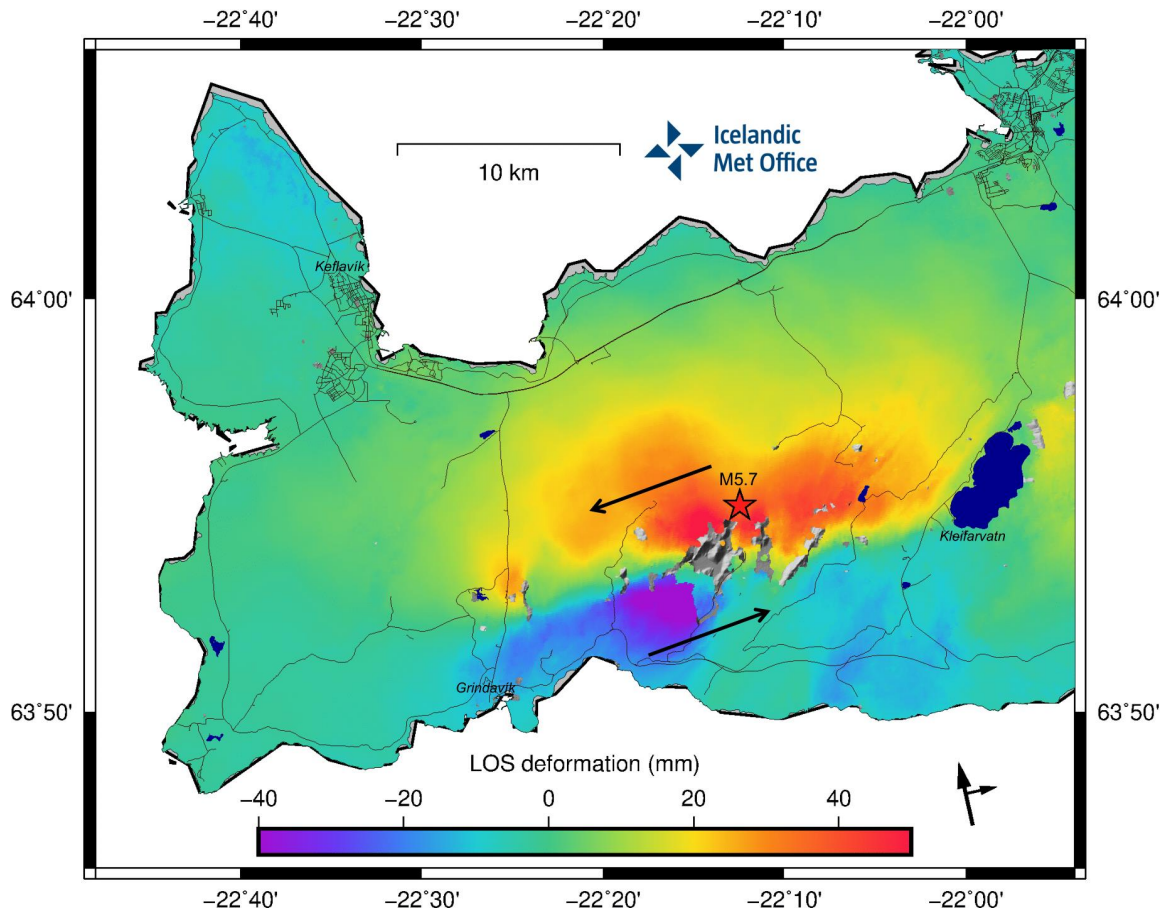 −22˚40'
−22˚30'
−22˚20'
−22˚10'
−22˚00'
Icelandic
Met Office
10 km
Keflavik
64˚00'
64˚00'
M5.7
Kleifarvatn
Grindavik
63˚50'
63˚50'
LOS deformation (mm)
−40
−20
0
20
40
−22˚40'
−22˚30'
−22˚20'
−22˚10'
−22˚00'